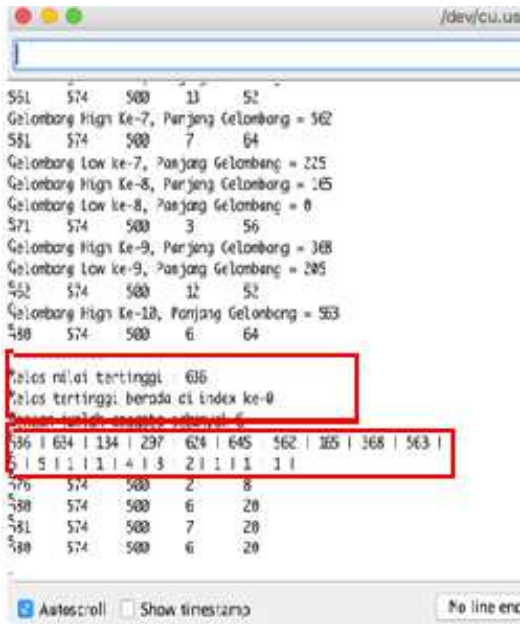 /dev/cu.us
551 574 500 13 52
Gelombang High Ke-7, Panjang Gelombang = 562
581 574 500 7 64
Gelombang Low ke-7, Panjang Gelombang = 225
Gelombang High Ke-8, Panjang Gelombang = 165
Gelombang Low ke-8, Panjang Gelombang = 0
571 574 500 3 56
Gelombang High Ke-9, Panjang Gelombang = 368
Gelombang Low ke-9, Panjang Gelombang = 205
562 574 500 12 52
Gelombang High Ke-10, Panjang Gelombang = 563
580 574 500 6 64
Kelas nilai tertinggi : 636
Kelas tertinggi berada di index ke-0
636 | 634 | 134 | 297 | 624 | 645 | 562 | 165 | 368 | 563 |
| 5 | 1 | 1 | 4 | 3 | 2 | 1 | 1 | 1 |
576 574 500 2 8
580 574 500 6 20
581 574 500 7 20
580 574 500 6 20
Autoscroll Show timestamp No line end